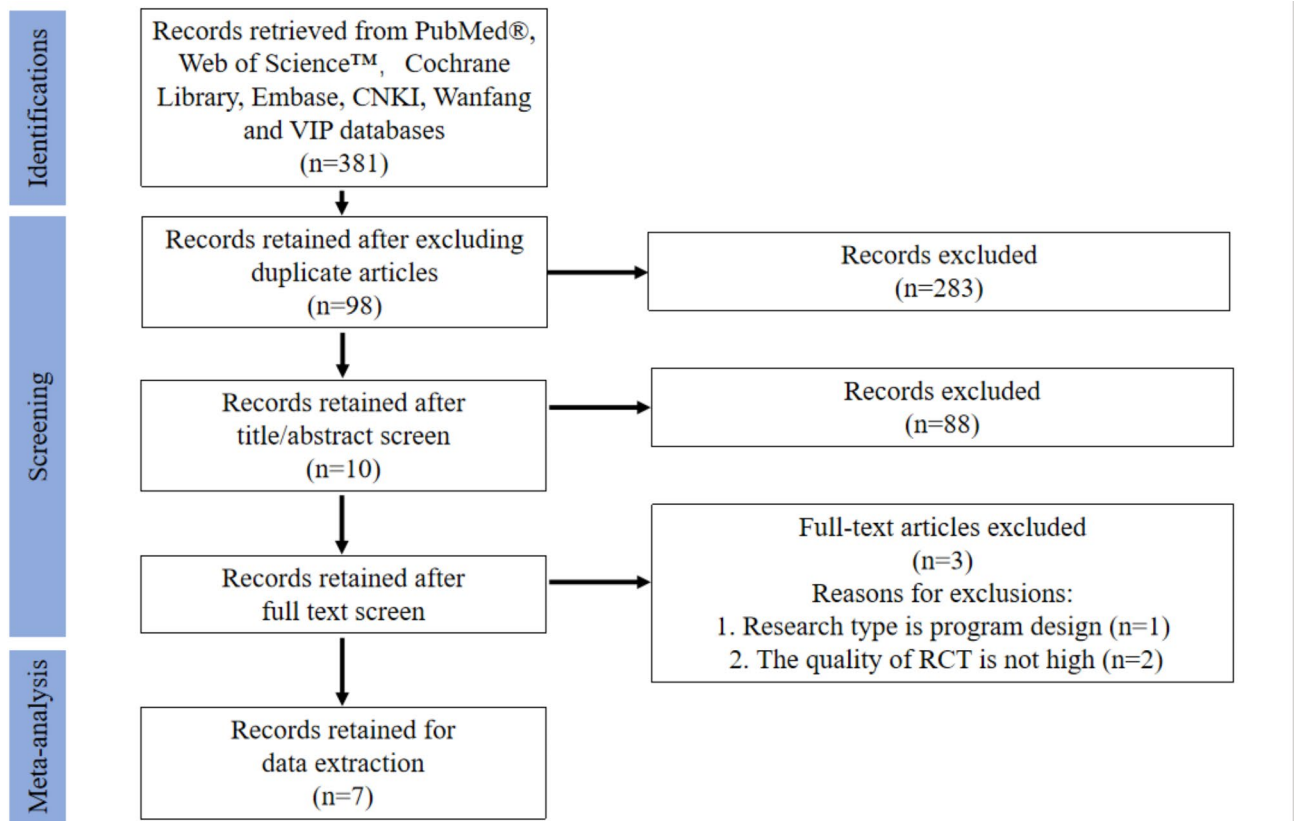 Identifications
Records retrieved from PubMed®,
Web of Science™, Cochrane
Library, Embase, CNKI, Wanfang
and VIP databases
(n=381)
Screening
Records retained after excluding
duplicate articles
(n=98)
Records excluded
(n=283)
Records retained after
title/abstract screen
(n=10)
Records excluded
(n=88)
Records retained after
full text screen
Full-text articles excluded
(n=3)
Reasons for exclusions:
1. Research type is program design (n=1)
2. The quality of RCT is not high (n=2)
Meta-analysis
Records retained for
data extraction
(n=7)